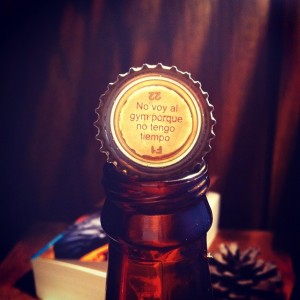 22
No voy al
gym porque
no tengo
tiempo